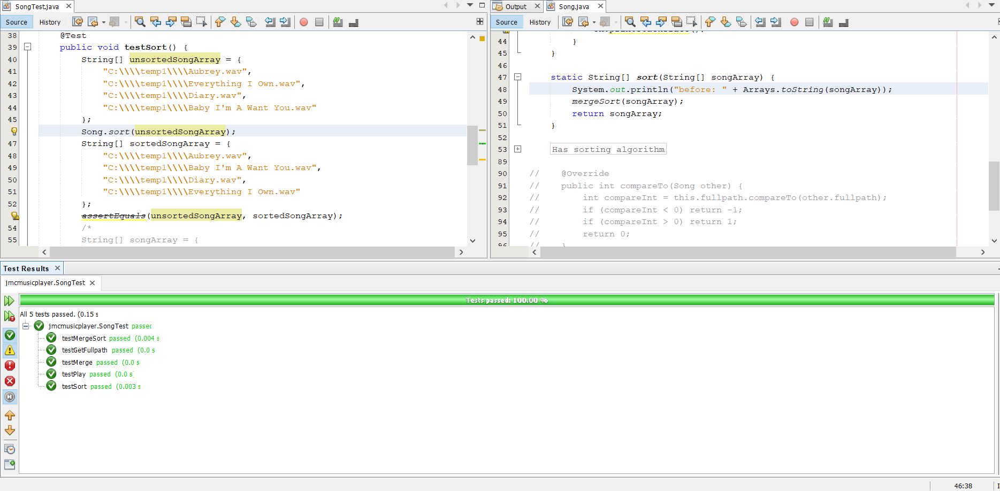 SongTest.java
Source History
38 @Test
39 public void testSort() {
40 String[] unsortedSongArray = {
41 "C:\\\\temp1\\\\Aubrey.wav",
42 "C:\\\\temp1\\\\Everything I Own.wav",
43 "C:\\\\temp1\\\\Diary.wav",
44 "C:\\\\temp1\\\\Baby I'm A Want You.wav"
45 };
Song.sort(unsortedSongArray);
47 String[] sortedSongArray = {
48 "C:\\\\temp1\\\\Aubrey.wav",
49 "C:\\\\temp1\\\\Baby I'm A Want You.wav",
50 "C:\\\\temp1\\\\Diary.wav",
51 "C:\\\\temp1\\\\Everything I Own.wav"
52 };
assertEquals(unsortedSongArray, sortedSongArray);
54 /*
55 String[] songArray = {
Output Song.java
Source History
44 }
45 }
46
47 static String[] sort(String[] songArray) {
48 System.out.println("before: " + Arrays.toString(songArray));
49 mergeSort(songArray);
50 return songArray;
51 }
52
53 Has sorting algorithm
89
90 // @Override
91 // public int compareTo(Song other) {
92 // int compareInt = this.fullpath.compareTo(other.fullpath);
93 // if (compareInt < 0) return -1;
94 // if (compareInt > 0) return 1;
95 // return 0;
96 // }
Test Results
jmcmusicplayer.SongTest
Tests passed: 100.00 %
All 5 tests passed. (0.15 s
jmcmusicplayer.SongTest passed
testMergeSort passed (0.004 s
testGetFullpath passed (0.0 s
testMerge passed (0.0 s
testPlay passed (0.0 s)
testSort passed (0.003 s
46:38